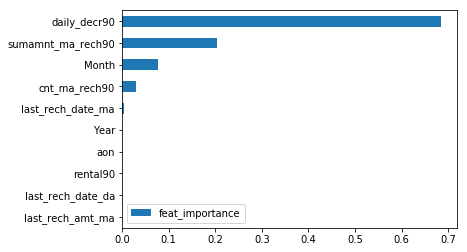 daily_decr90
sumamnt_ma_rech90
Month
cnt_ma_rech90
last_rech_date_ma
Year
aon
rental90
last_rech_date_da
last_rech_amt_ma
feat_importance
0.0 0.1 0.2 0.3 0.4 0.5 0.6 0.7